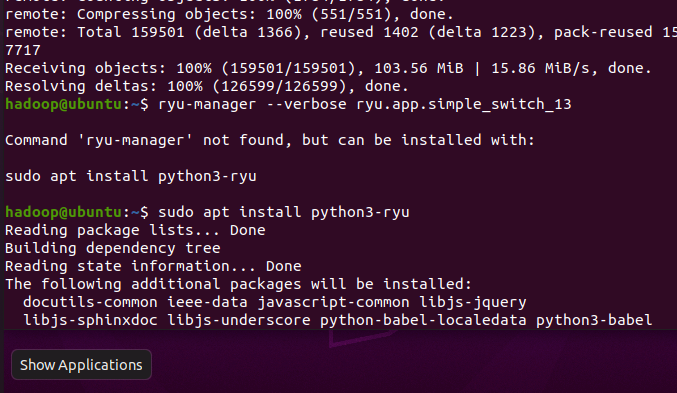 remote: Compressing objects: 100% (551/551), done.
remote: Total 159501 (delta 1366), reused 1402 (delta 1223), pack-reused 15
7717
Receiving objects: 100% (159501/159501), 103.56 MiB | 15.86 MiB/s, done.
Resolving deltas: 100% (126599/126599), done.
hadoop@ubuntu:~$ ryu-manager --verbose ryu.app.simple_switch_13
Command 'ryu-manager' not found, but can be installed with:
sudo apt install python3-ryu
hadoop@ubuntu:~$ sudo apt install python3-ryu
Reading package lists... Done
Building dependency tree
Reading state information... Done
The following additional packages will be installed:
docutils-common ieee-data javascript-common libjs-jquery
libjs-sphinxdoc libjs-underscore python-babel-localedata python3-babel
Show Applications